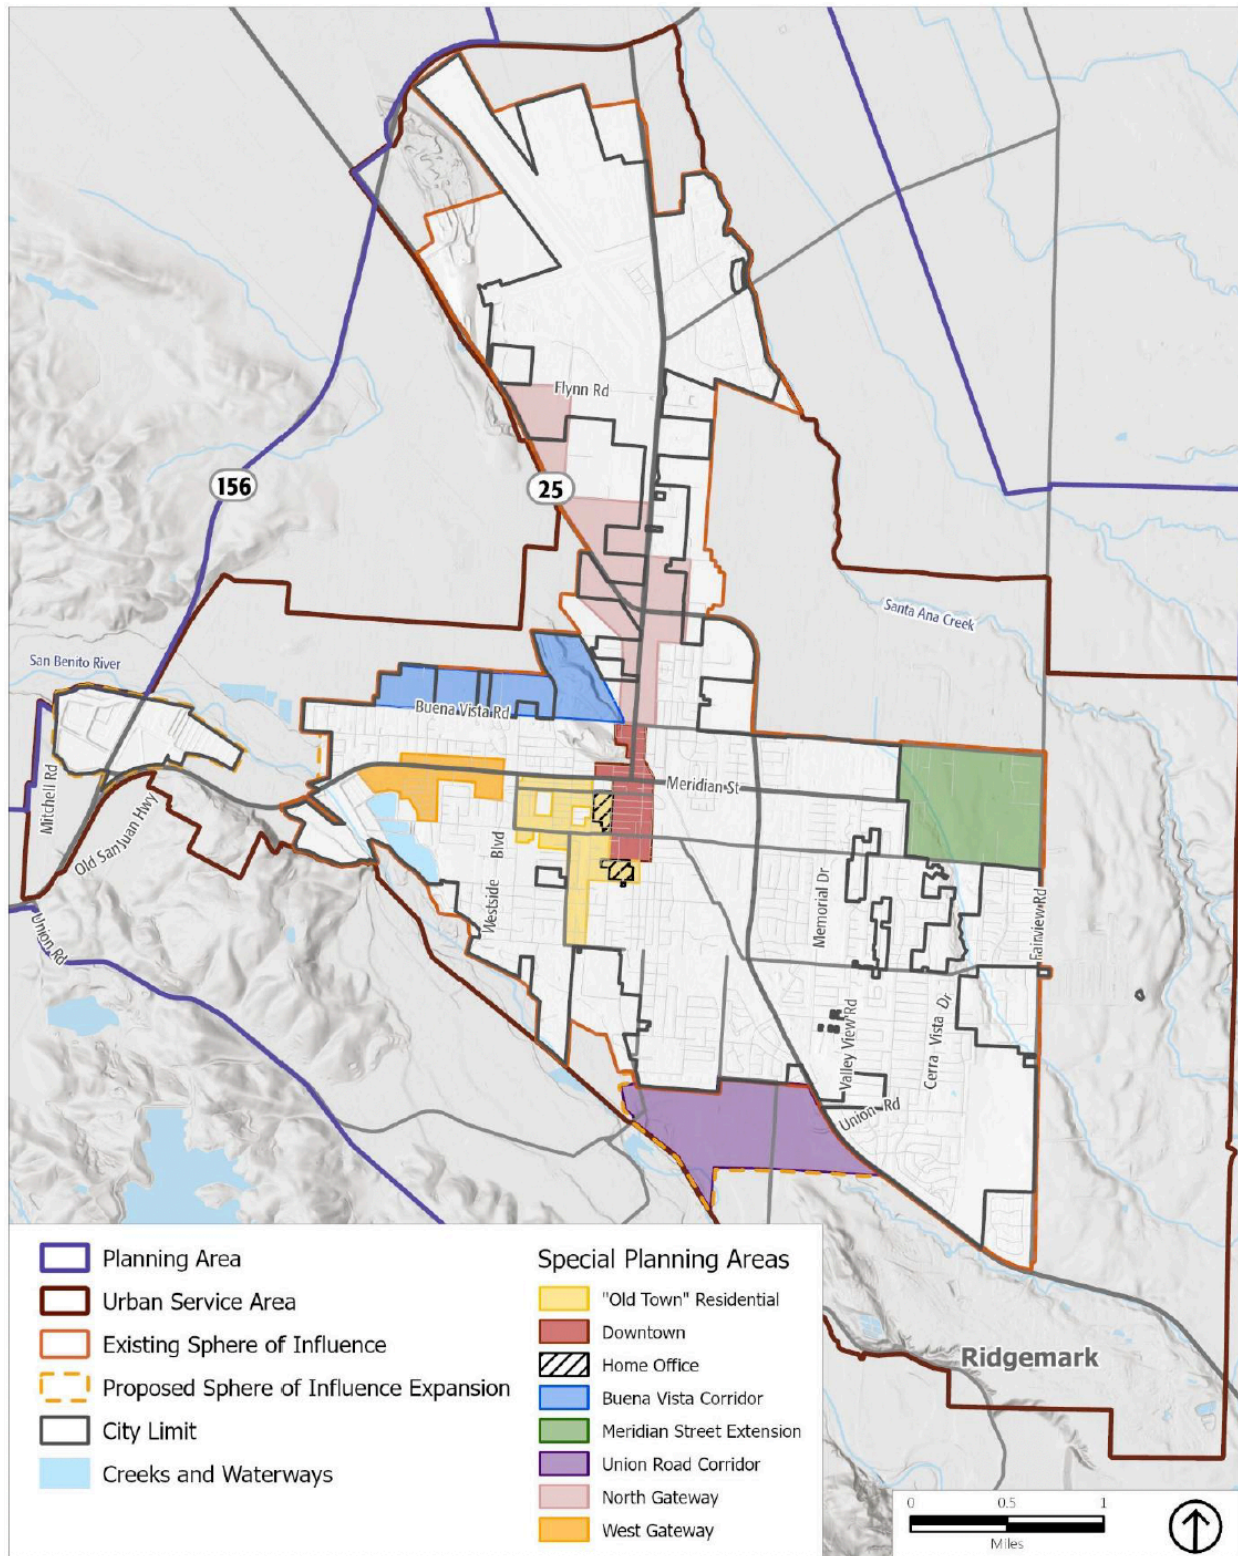 Flynn Rd
156
25
Santa Ana Creek
San Benito River
Buena Vista Rd
Meridian St
Mitchell Rd
Old San Juan Hwy
Westside Blvd
Memorial Dr
Fairview Rd
Union Rd
Valley View Rd
Cerra Vista Dr
Union Rd
Ridgemark
Planning Area
Urban Service Area
Existing Sphere of Influence
Proposed Sphere of Influence Expansion
City Limit
Creeks and Waterways
Special Planning Areas
"Old Town" Residential
Downtown
Home Office
Buena Vista Corridor
Meridian Street Extension
Union Road Corridor
North Gateway
West Gateway
0 0.5 1
Miles